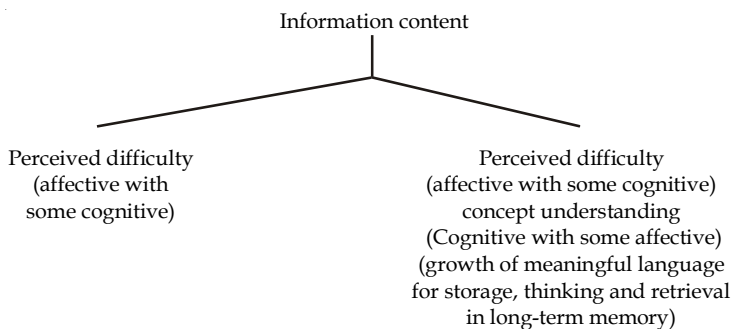 Information content
Perceived difficulty
(affective with
some cognitive)
Perceived difficulty
(affective with some cognitive)
concept understanding
(Cognitive with some affective)
(growth of meaningful language
for storage, thinking and retrieval
in long-term memory)